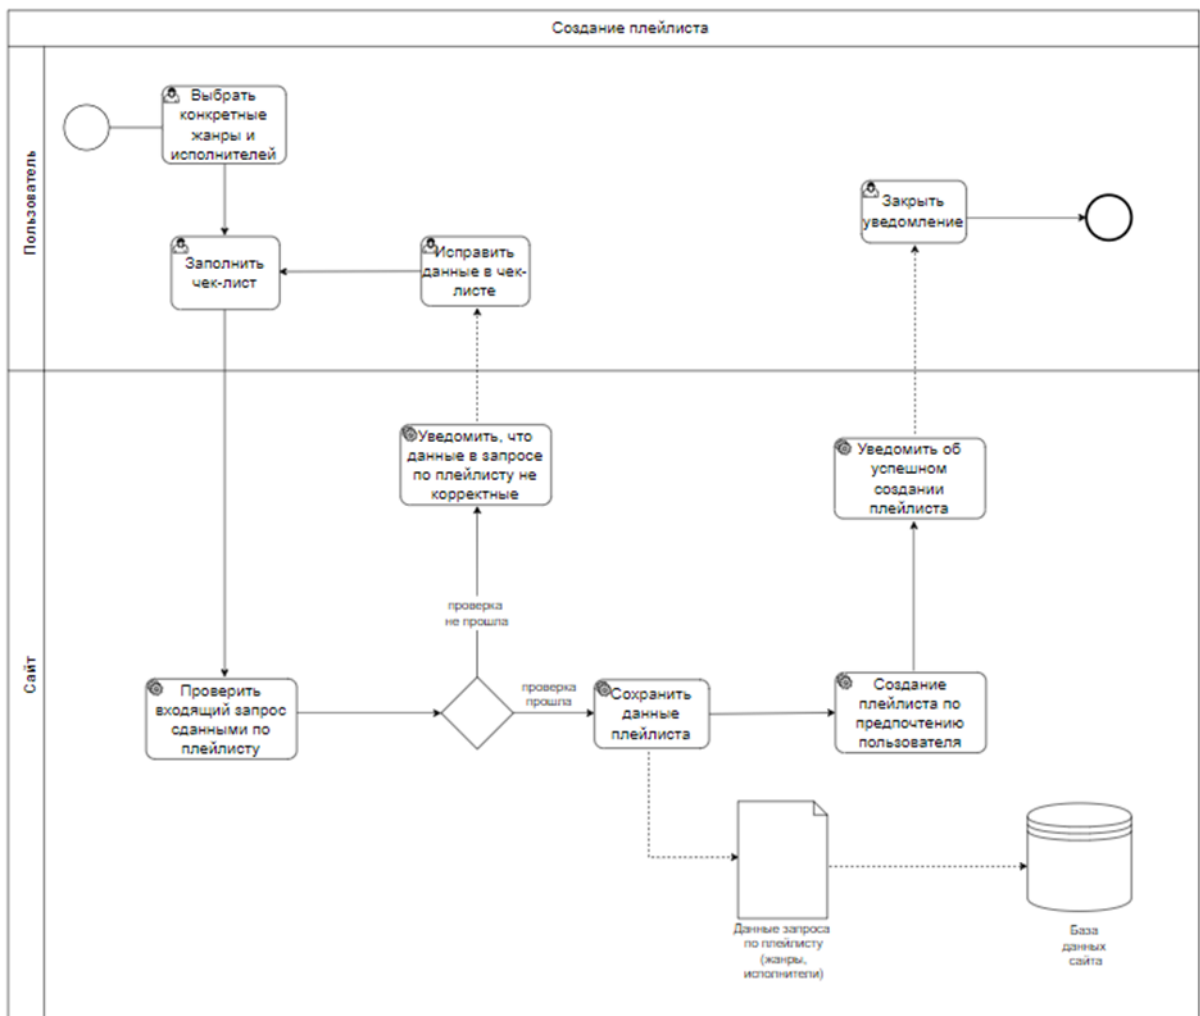 Создание плейлиста
Пользователь
Выбрать
конкретные
жанры и
исполнителей
Заполнить
чек-лист
Исправить
данные в чек-
листе
Закрыть
уведомление
Сайт
Уведомить, что
данные в запросе
по плейлисту не
корректные
Уведомить об
успешном
создании
плейлиста
проверка
не прошла
Проверить
входящий запрос
сданными по
плейлисту
проверка
прошла
Сохранить
данные
плейлиста
Создание
плейлиста по
предпочтению
пользователя
Данные запроса
по плейлисту
(жанры,
исполнители)
База
данных
сайта